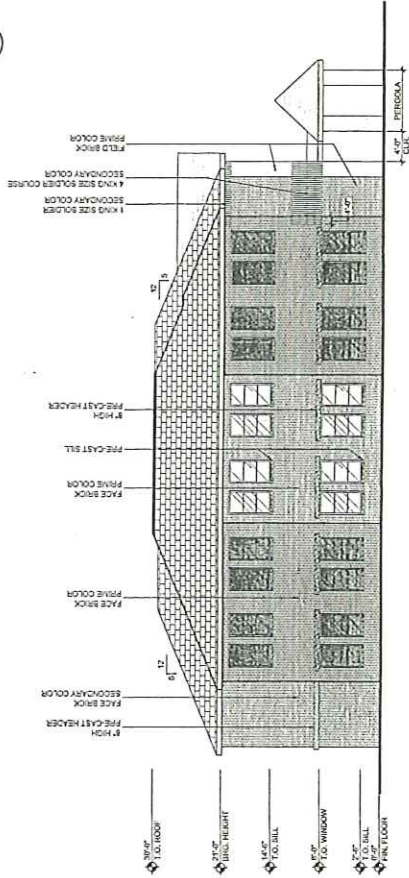 8" HIGH
PRE-CAST HEADER
FACE BRICK
SECONDARY COLOR
FACE BRICK
PRIME COLOR
FACE BRICK
PRIME COLOR
PRE-CAST SILL
8" HIGH
PRE-CAST HEADER
1 KING SIZE SOLDIER
SECONDARY COLOR
4 KING SIZE SOLDIER COURSE
SECONDARY COLOR
FIELD BRICK
PRIME COLOR
12
5
12
5
30'-0"
T.O. ROOF
21'-0"
BRG. HEIGHT
14'-6"
T.O. SILL
8'-0"
T.O. WINDOW
2'-6"
T.O. SILL
0'-0"
FIN. FLOOR
4'-0"
4'-0"
CLR.
PERGOLA